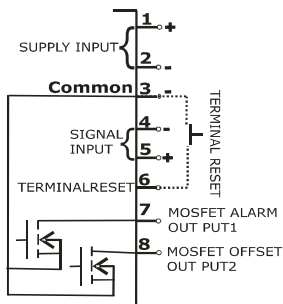 1 +
SUPPLY INPUT
2 -
Common 3 -
4 -
SIGNAL
INPUT
5 +
TERMINALRESET 6
TERMINAL RESET
7 MOSFET ALARM
OUT PUT1
8 MOSFET OFFSET
OUT PUT2